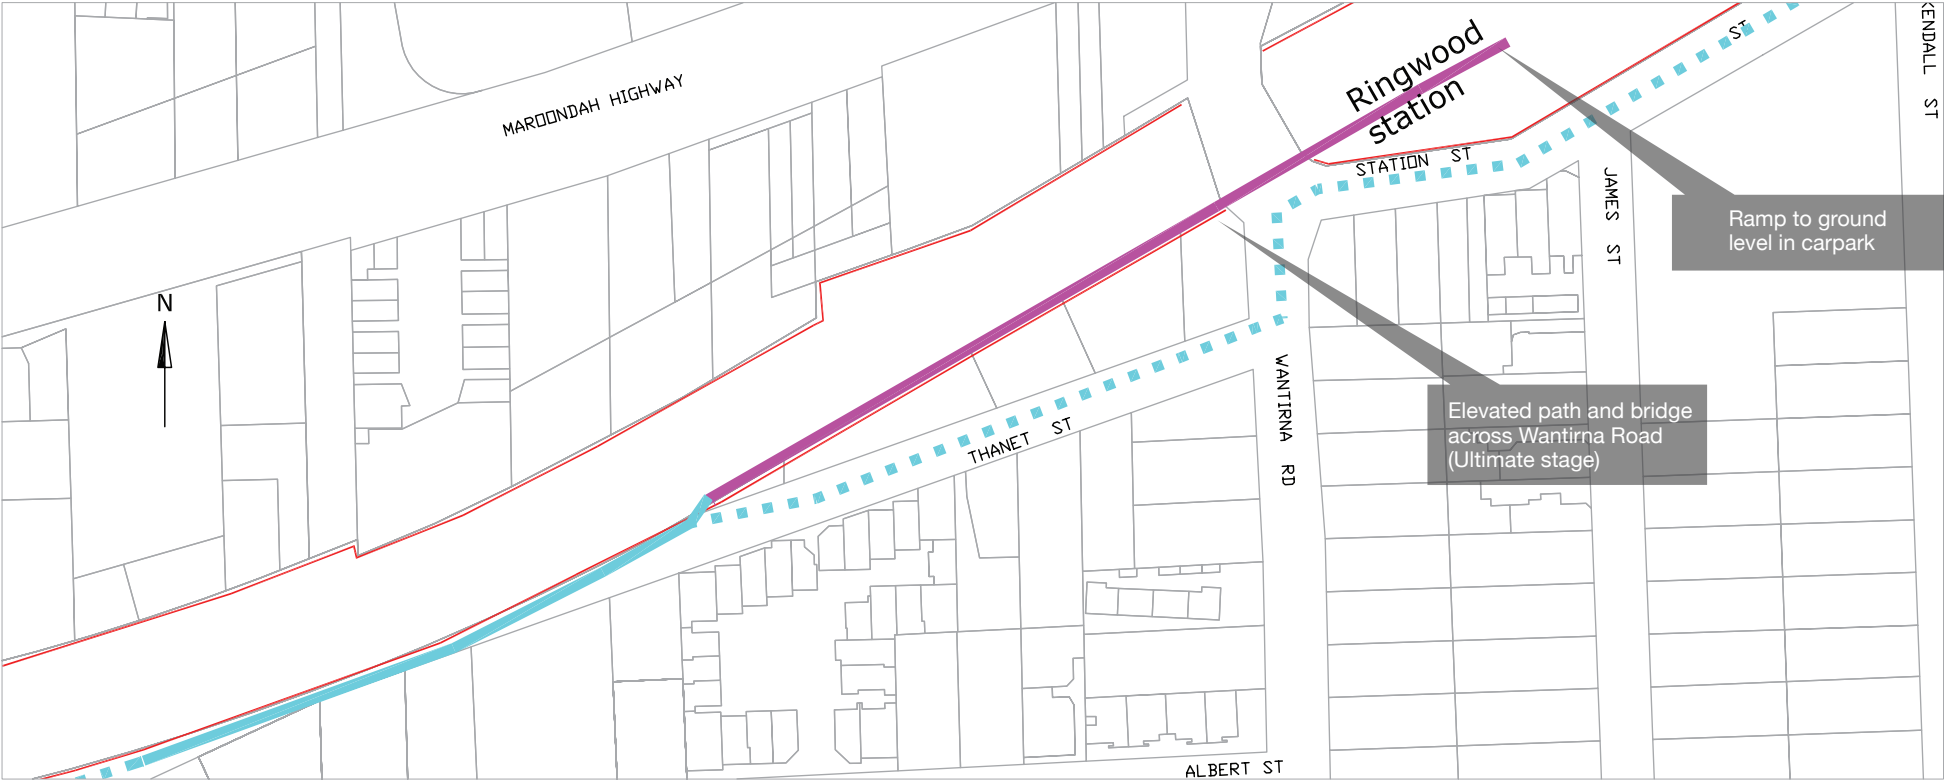 MAROONDAH HIGHWAY
Ringwood
station
ST
KENDALL ST
STATION ST
JAMES ST
Ramp to ground
level in carpark
N
WANTIRNA RD
Elevated path and bridge
across Wantirna Road
(Ultimate stage)
THANET ST
ALBERT ST